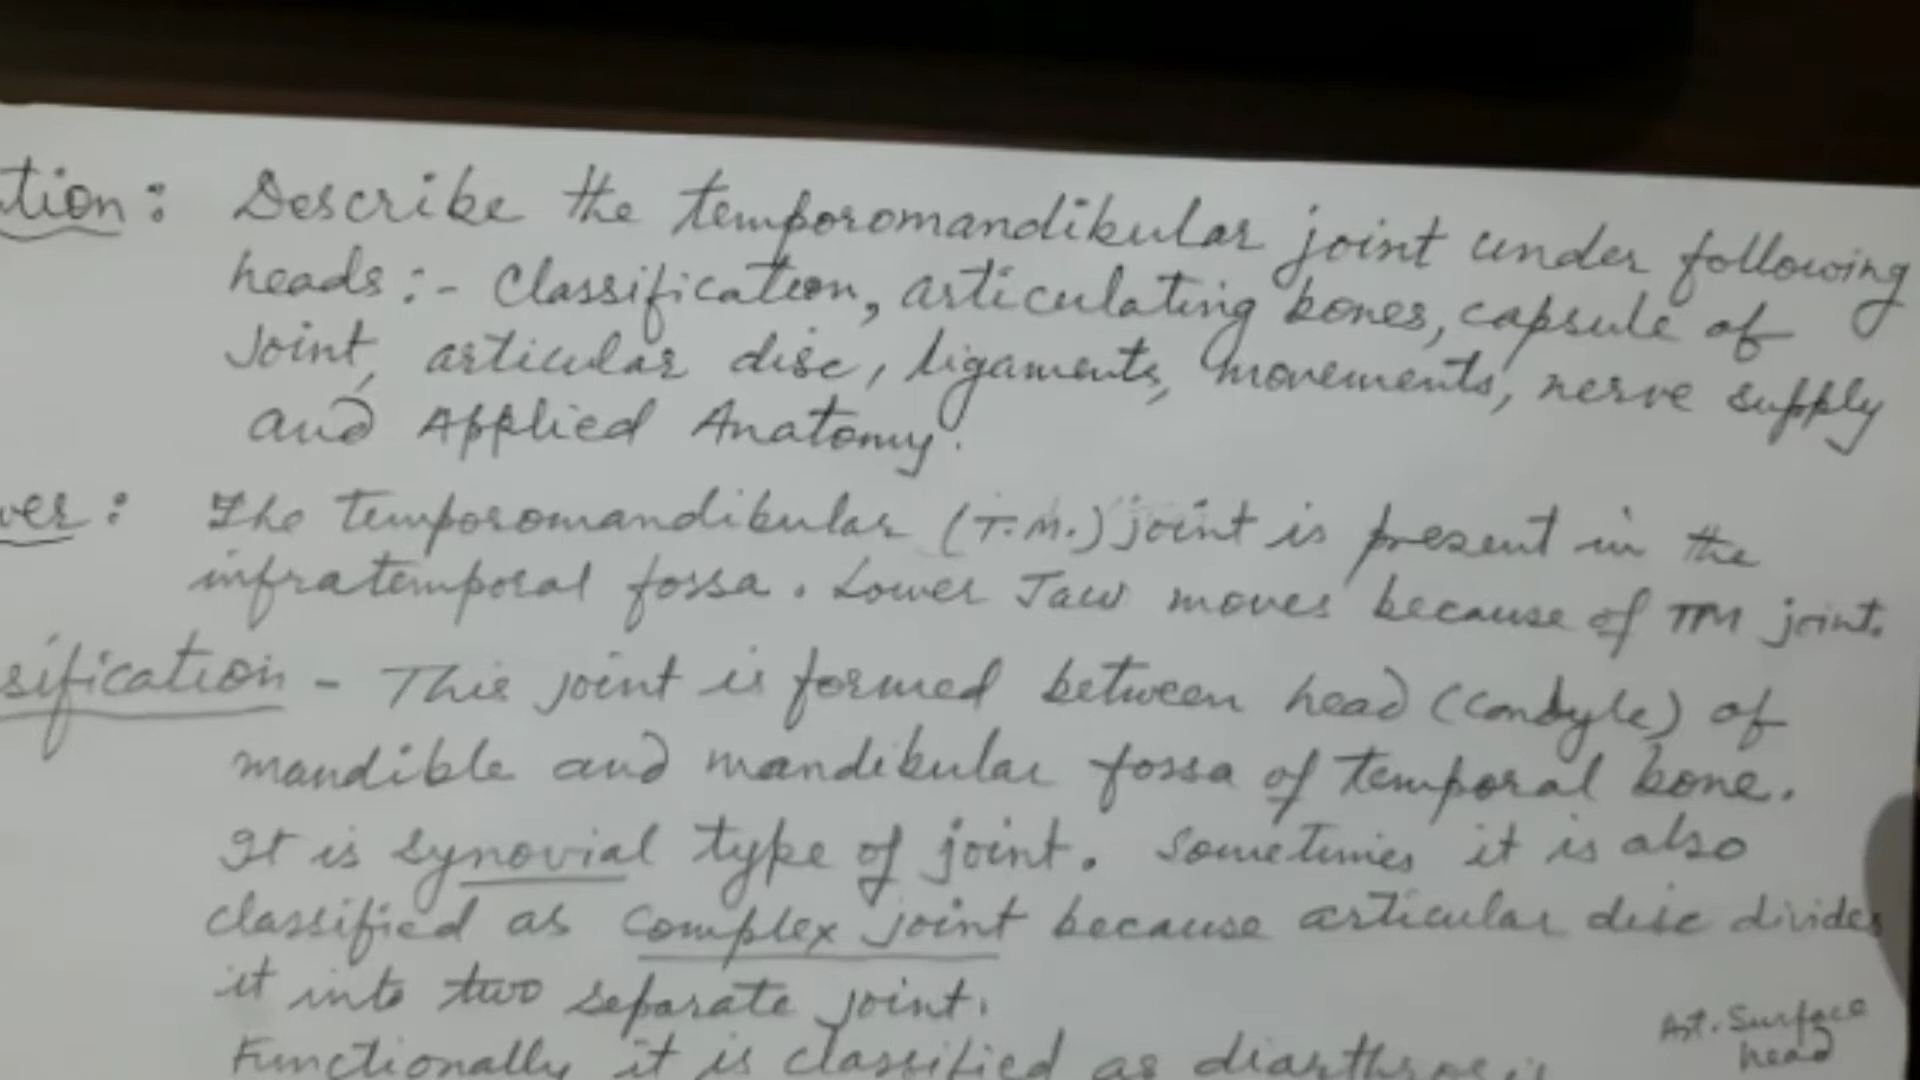 tion: Describe the temporomandibular joint under following
heads:- Classification, articulating bones, capsule of
Joint, articular disc, ligaments, movements, nerve supply
and Applied Anatomy.
wer: The temporomandibular (T.M.) joint is present in the
infratemporal fossa. Lower Jaw moves because of TM joint.
sification - This joint is formed between head (condyle) of
mandible and mandibular fossa of temporal bone.
It is synovial type of joint. Sometimes it is also
classified as complex joint because articular disc divides
it into two separate joint.
Functionally it is classified as diarthrosis
Art. Surface
head